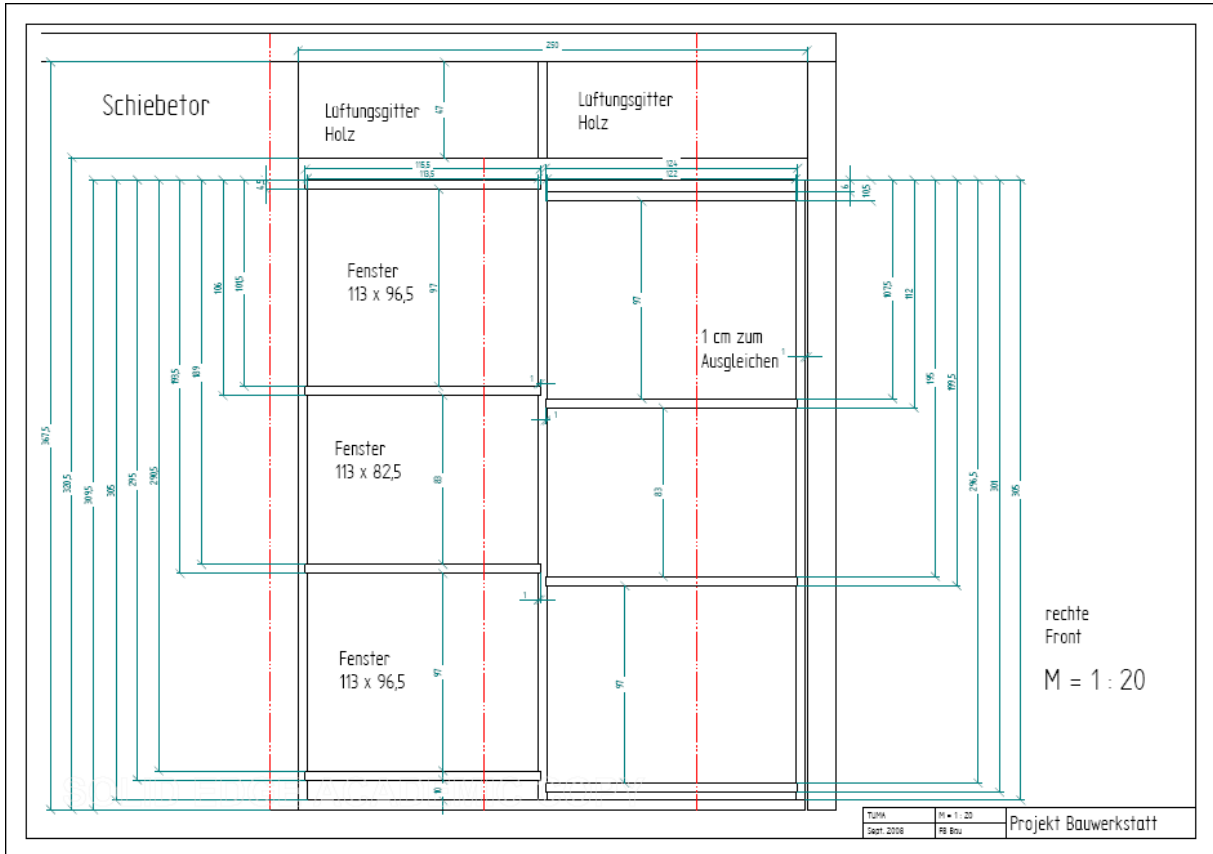 250
Schiebetor
Lüftungsgitter
Holz
47
Lüftungsgitter
Holz
115,5
113,5
124
122
4,5
6
10,5
Fenster
113 x 96,5
97
97
106
101,5
107,5
112
1 cm zum
Ausgleichen
1
1
1
193,5
189
195
199,5
367,5
Fenster
113 x 82,5
83
83
320,5
309,5
305
295
290,5
296,5
301
305
1
Fenster
113 x 96,5
97
97
10
rechte
Front
M = 1 : 20
TUMA
M = 1 : 20
Sept. 2008
FB Bau
Projekt Bauwerkstatt